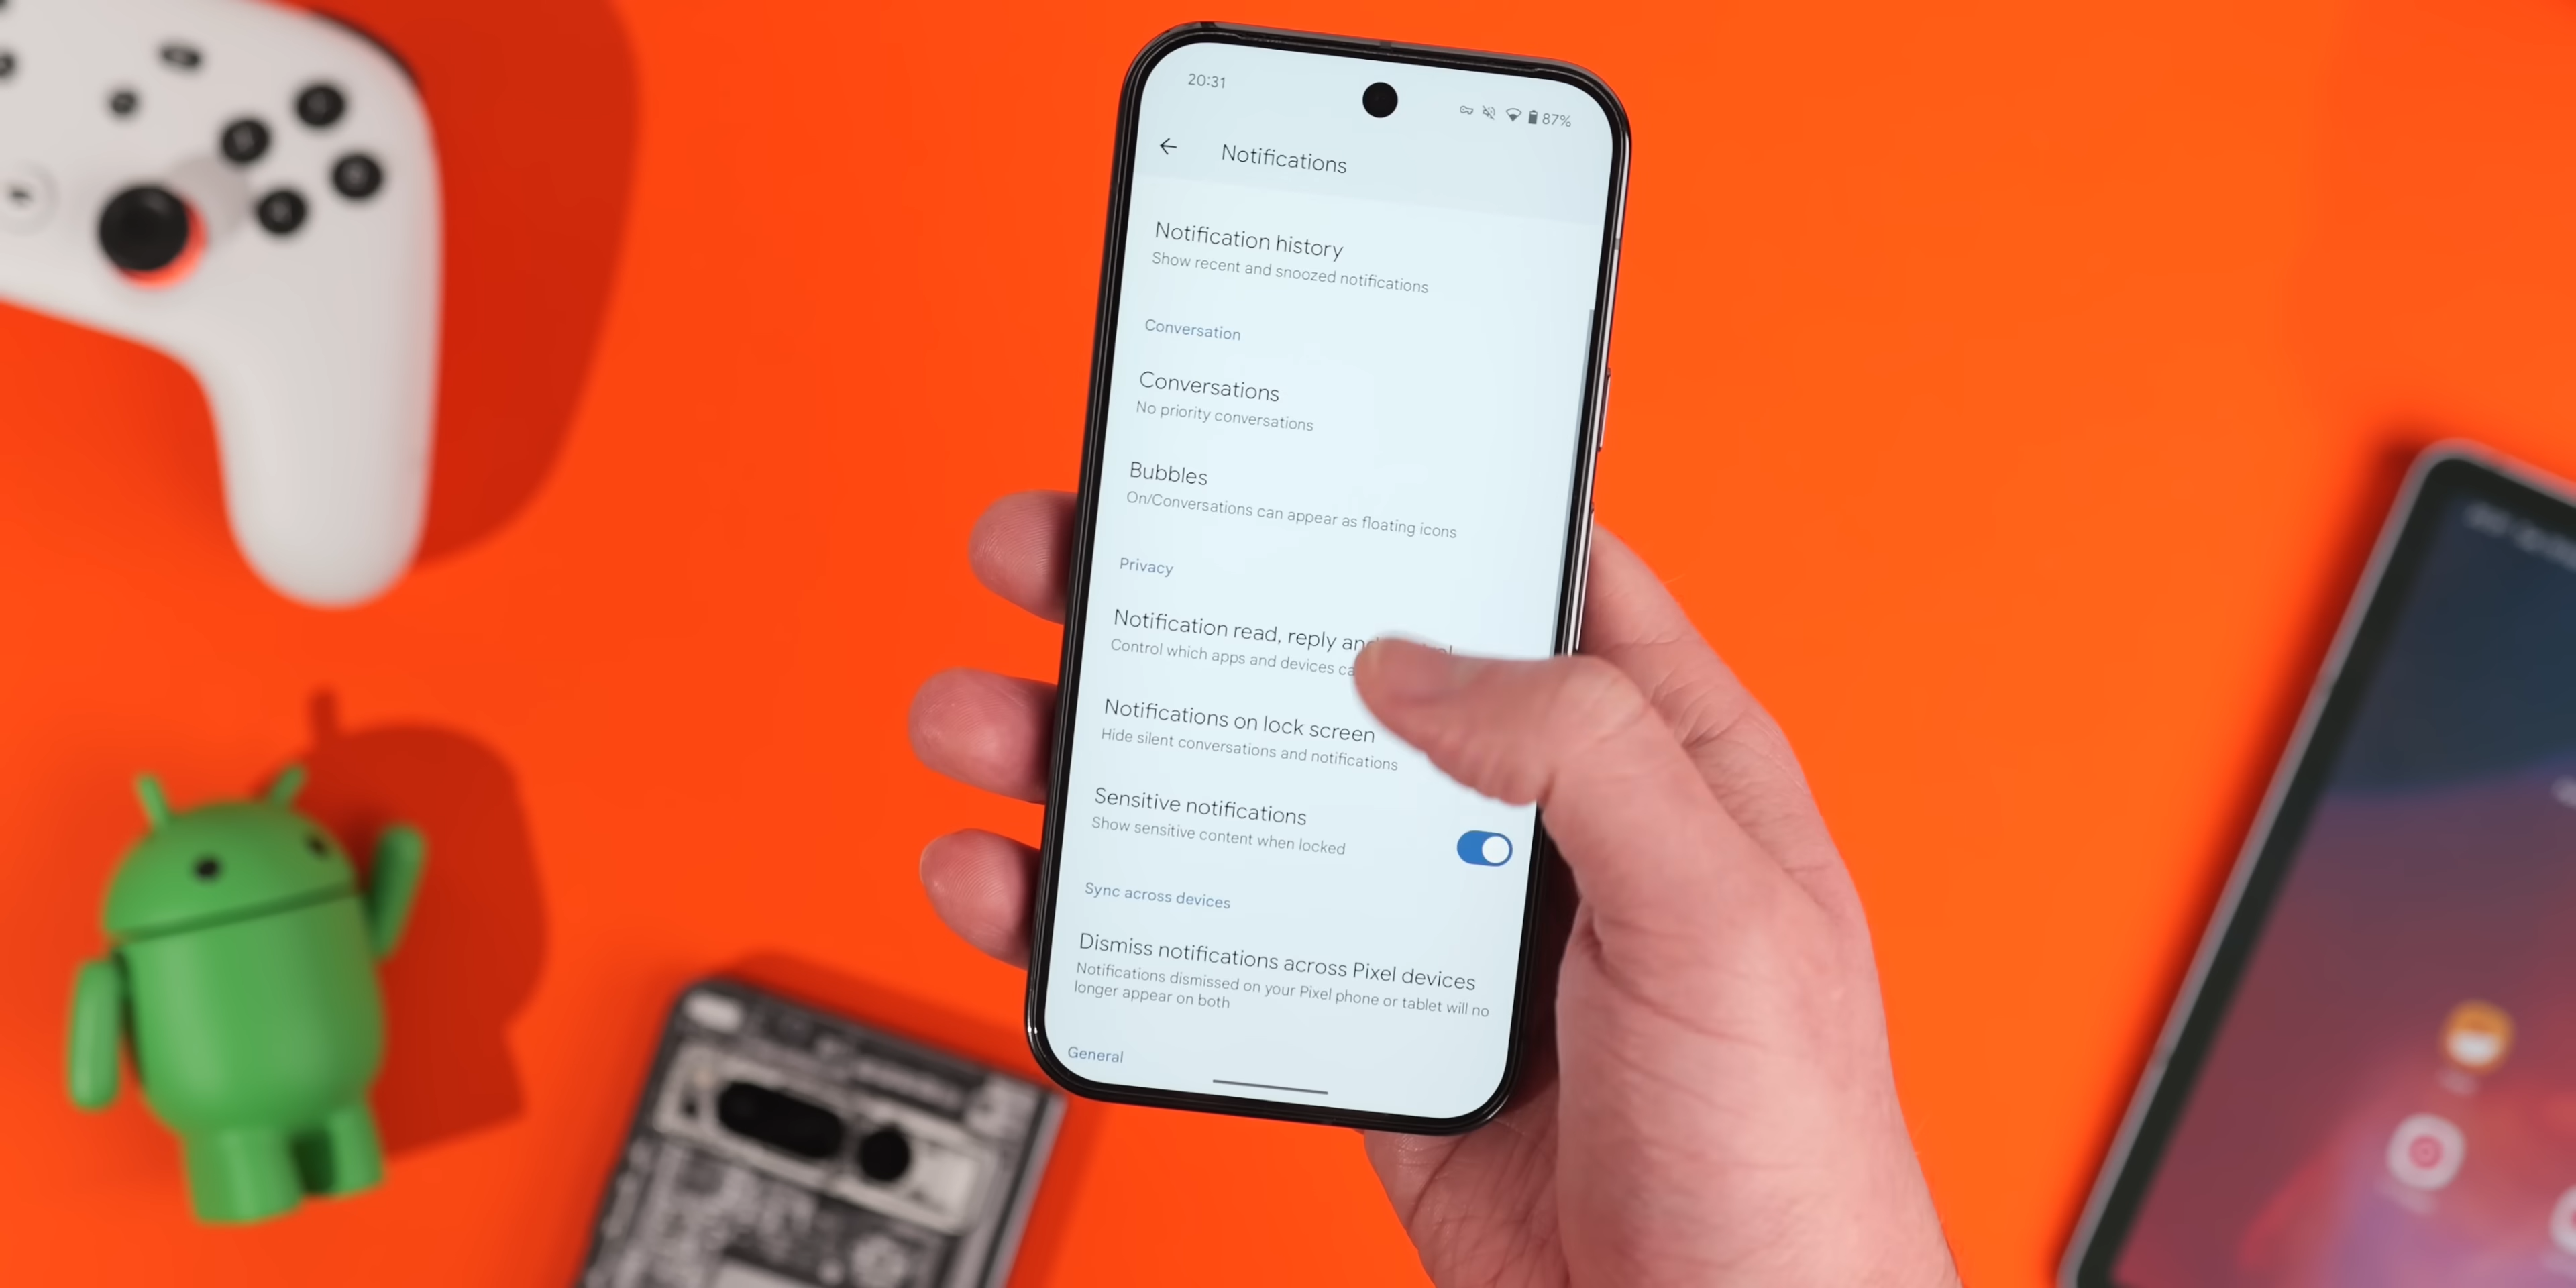 20:31
87%
Notifications
Notification history
Show recent and snoozed notifications
Conversation
Conversations
No priority conversations
Bubbles
On/Conversations can appear as floating icons
Privacy
Notification read, reply and
Control which apps and devices
Notifications on lock screen
Hide silent conversations and notifications
Sensitive notifications
Show sensitive content when locked
Sync across devices
Dismiss notifications across Pixel devices
Notifications dismissed on your Pixel phone or tablet will no
longer appear on both
General